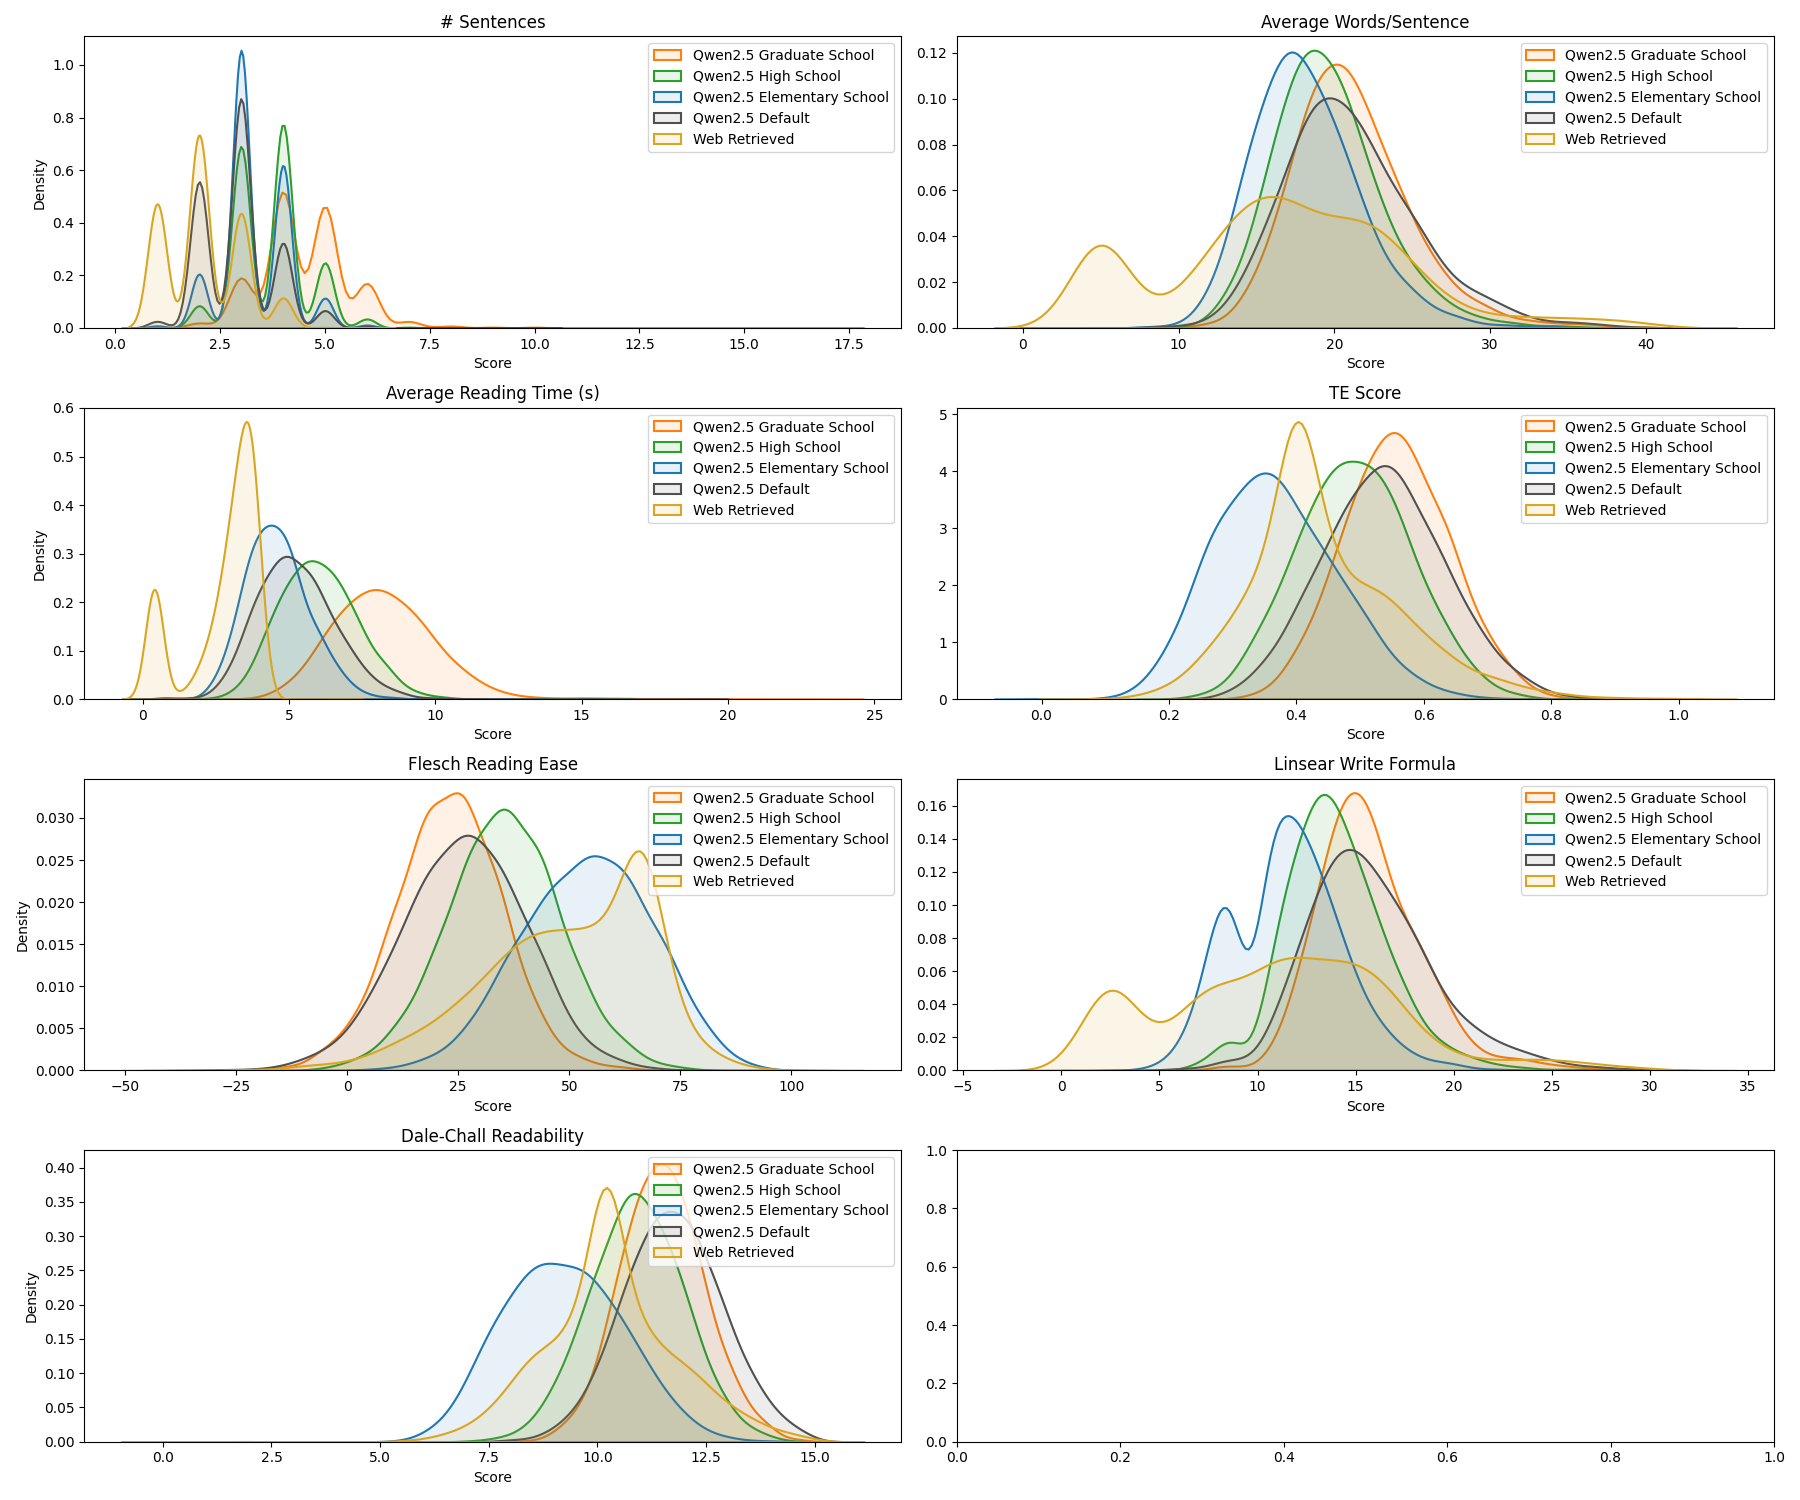 # Sentences
Density
1.0
0.8
0.6
0.4
0.2
0.0
0.0 2.5 5.0 7.5 10.0 12.5 15.0 17.5
Score
Qwen2.5 Graduate School
Qwen2.5 High School
Qwen2.5 Elementary School
Qwen2.5 Default
Web Retrieved
Average Words/Sentence
0.12
0.10
0.08
0.06
0.04
0.02
0.00
0 10 20 30 40
Score
Qwen2.5 Graduate School
Qwen2.5 High School
Qwen2.5 Elementary School
Qwen2.5 Default
Web Retrieved
Average Reading Time (s)
Density
0.6
0.5
0.4
0.3
0.2
0.1
0.0
0 5 10 15 20 25
Score
Qwen2.5 Graduate School
Qwen2.5 High School
Qwen2.5 Elementary School
Qwen2.5 Default
Web Retrieved
TE Score
5
4
3
2
1
0
0.0 0.2 0.4 0.6 0.8 1.0
Score
Qwen2.5 Graduate School
Qwen2.5 High School
Qwen2.5 Elementary School
Qwen2.5 Default
Web Retrieved
Flesch Reading Ease
Density
0.030
0.025
0.020
0.015
0.010
0.005
0.000
−50 −25 0 25 50 75 100
Score
Qwen2.5 Graduate School
Qwen2.5 High School
Qwen2.5 Elementary School
Qwen2.5 Default
Web Retrieved
Linsear Write Formula
0.16
0.14
0.12
0.10
0.08
0.06
0.04
0.02
0.00
−5 0 5 10 15 20 25 30 35
Score
Qwen2.5 Graduate School
Qwen2.5 High School
Qwen2.5 Elementary School
Qwen2.5 Default
Web Retrieved
Dale-Chall Readability
Density
0.40
0.35
0.30
0.25
0.20
0.15
0.10
0.05
0.00
0.0 2.5 5.0 7.5 10.0 12.5 15.0
Score
Qwen2.5 Graduate School
Qwen2.5 High School
Qwen2.5 Elementary School
Qwen2.5 Default
Web Retrieved
1.0
0.8
0.6
0.4
0.2
0.0
0.0 0.2 0.4 0.6 0.8 1.0